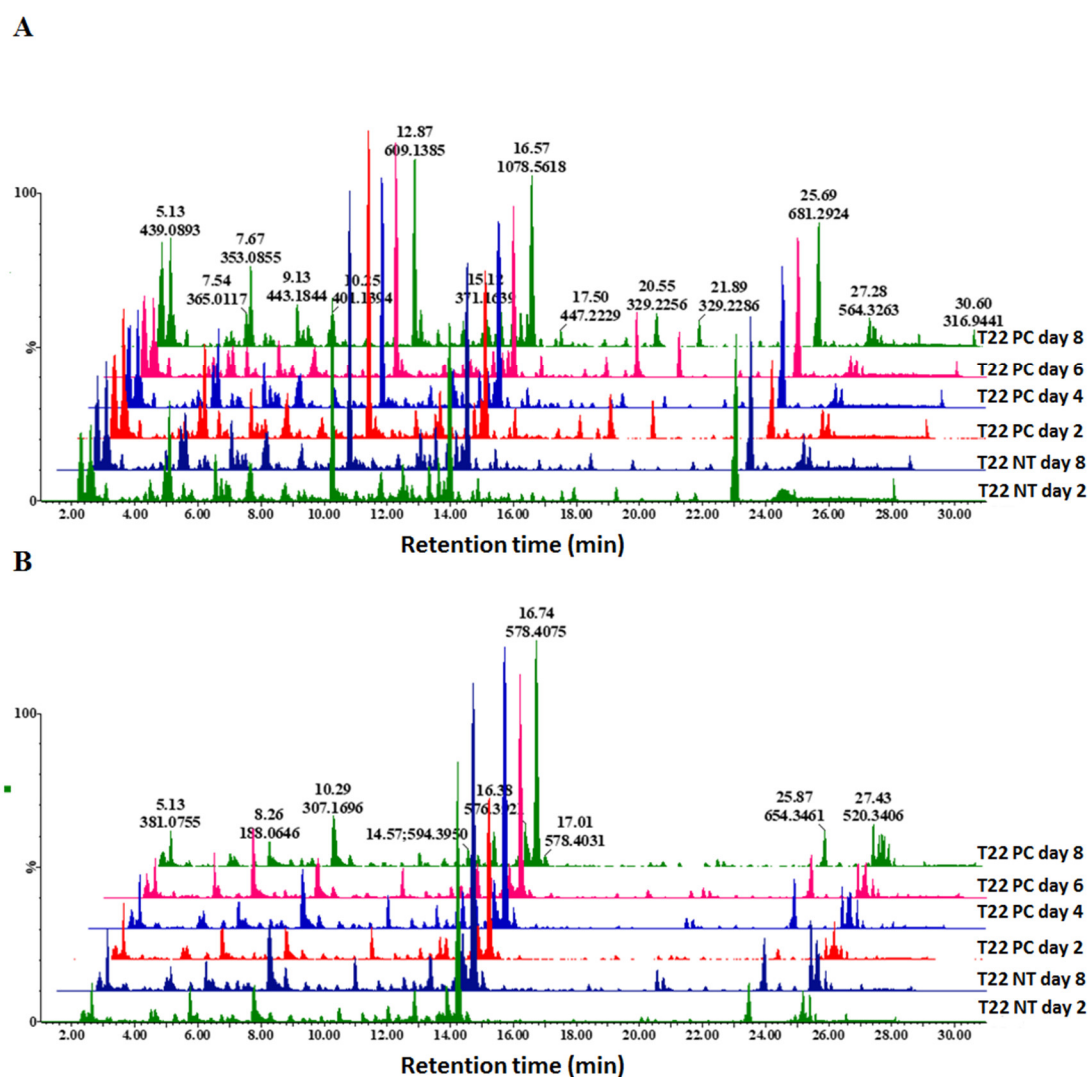 A
12.87
609.1385
16.57
1078.5618
100
5.13
439.0893
25.69
681.2924
7.67
353.0855
7.54
365.0117
9.13
443.1844
10.25
401.1394
15.12
371.1639
17.50
447.2229
20.55
329.2256
21.89
329.2286
27.28
564.3263
30.60
316.9441
T22 PC day 8
%
T22 PC day 6
T22 PC day 4
T22 PC day 2
T22 NT day 8
T22 NT day 2
0
2.00 4.00 6.00 8.00 10.00 12.00 14.00 16.00 18.00 20.00 22.00 24.00 26.00 28.00 30.00
Retention time (min)
B
16.74
578.4075
100
5.13
381.0755
8.26
188.0646
10.29
307.1696
14.57;594.3950
16.38
17.01
578.4031
25.87
654.3461
27.43
520.3406
T22 PC day 8
%
T22 PC day 6
T22 PC day 4
T22 PC day 2
T22 NT day 8
T22 NT day 2
0
2.00 4.00 6.00 8.00 10.00 12.00 14.00 16.00 18.00 20.00 22.00 24.00 26.00 28.00 30.00
Retention time (min)